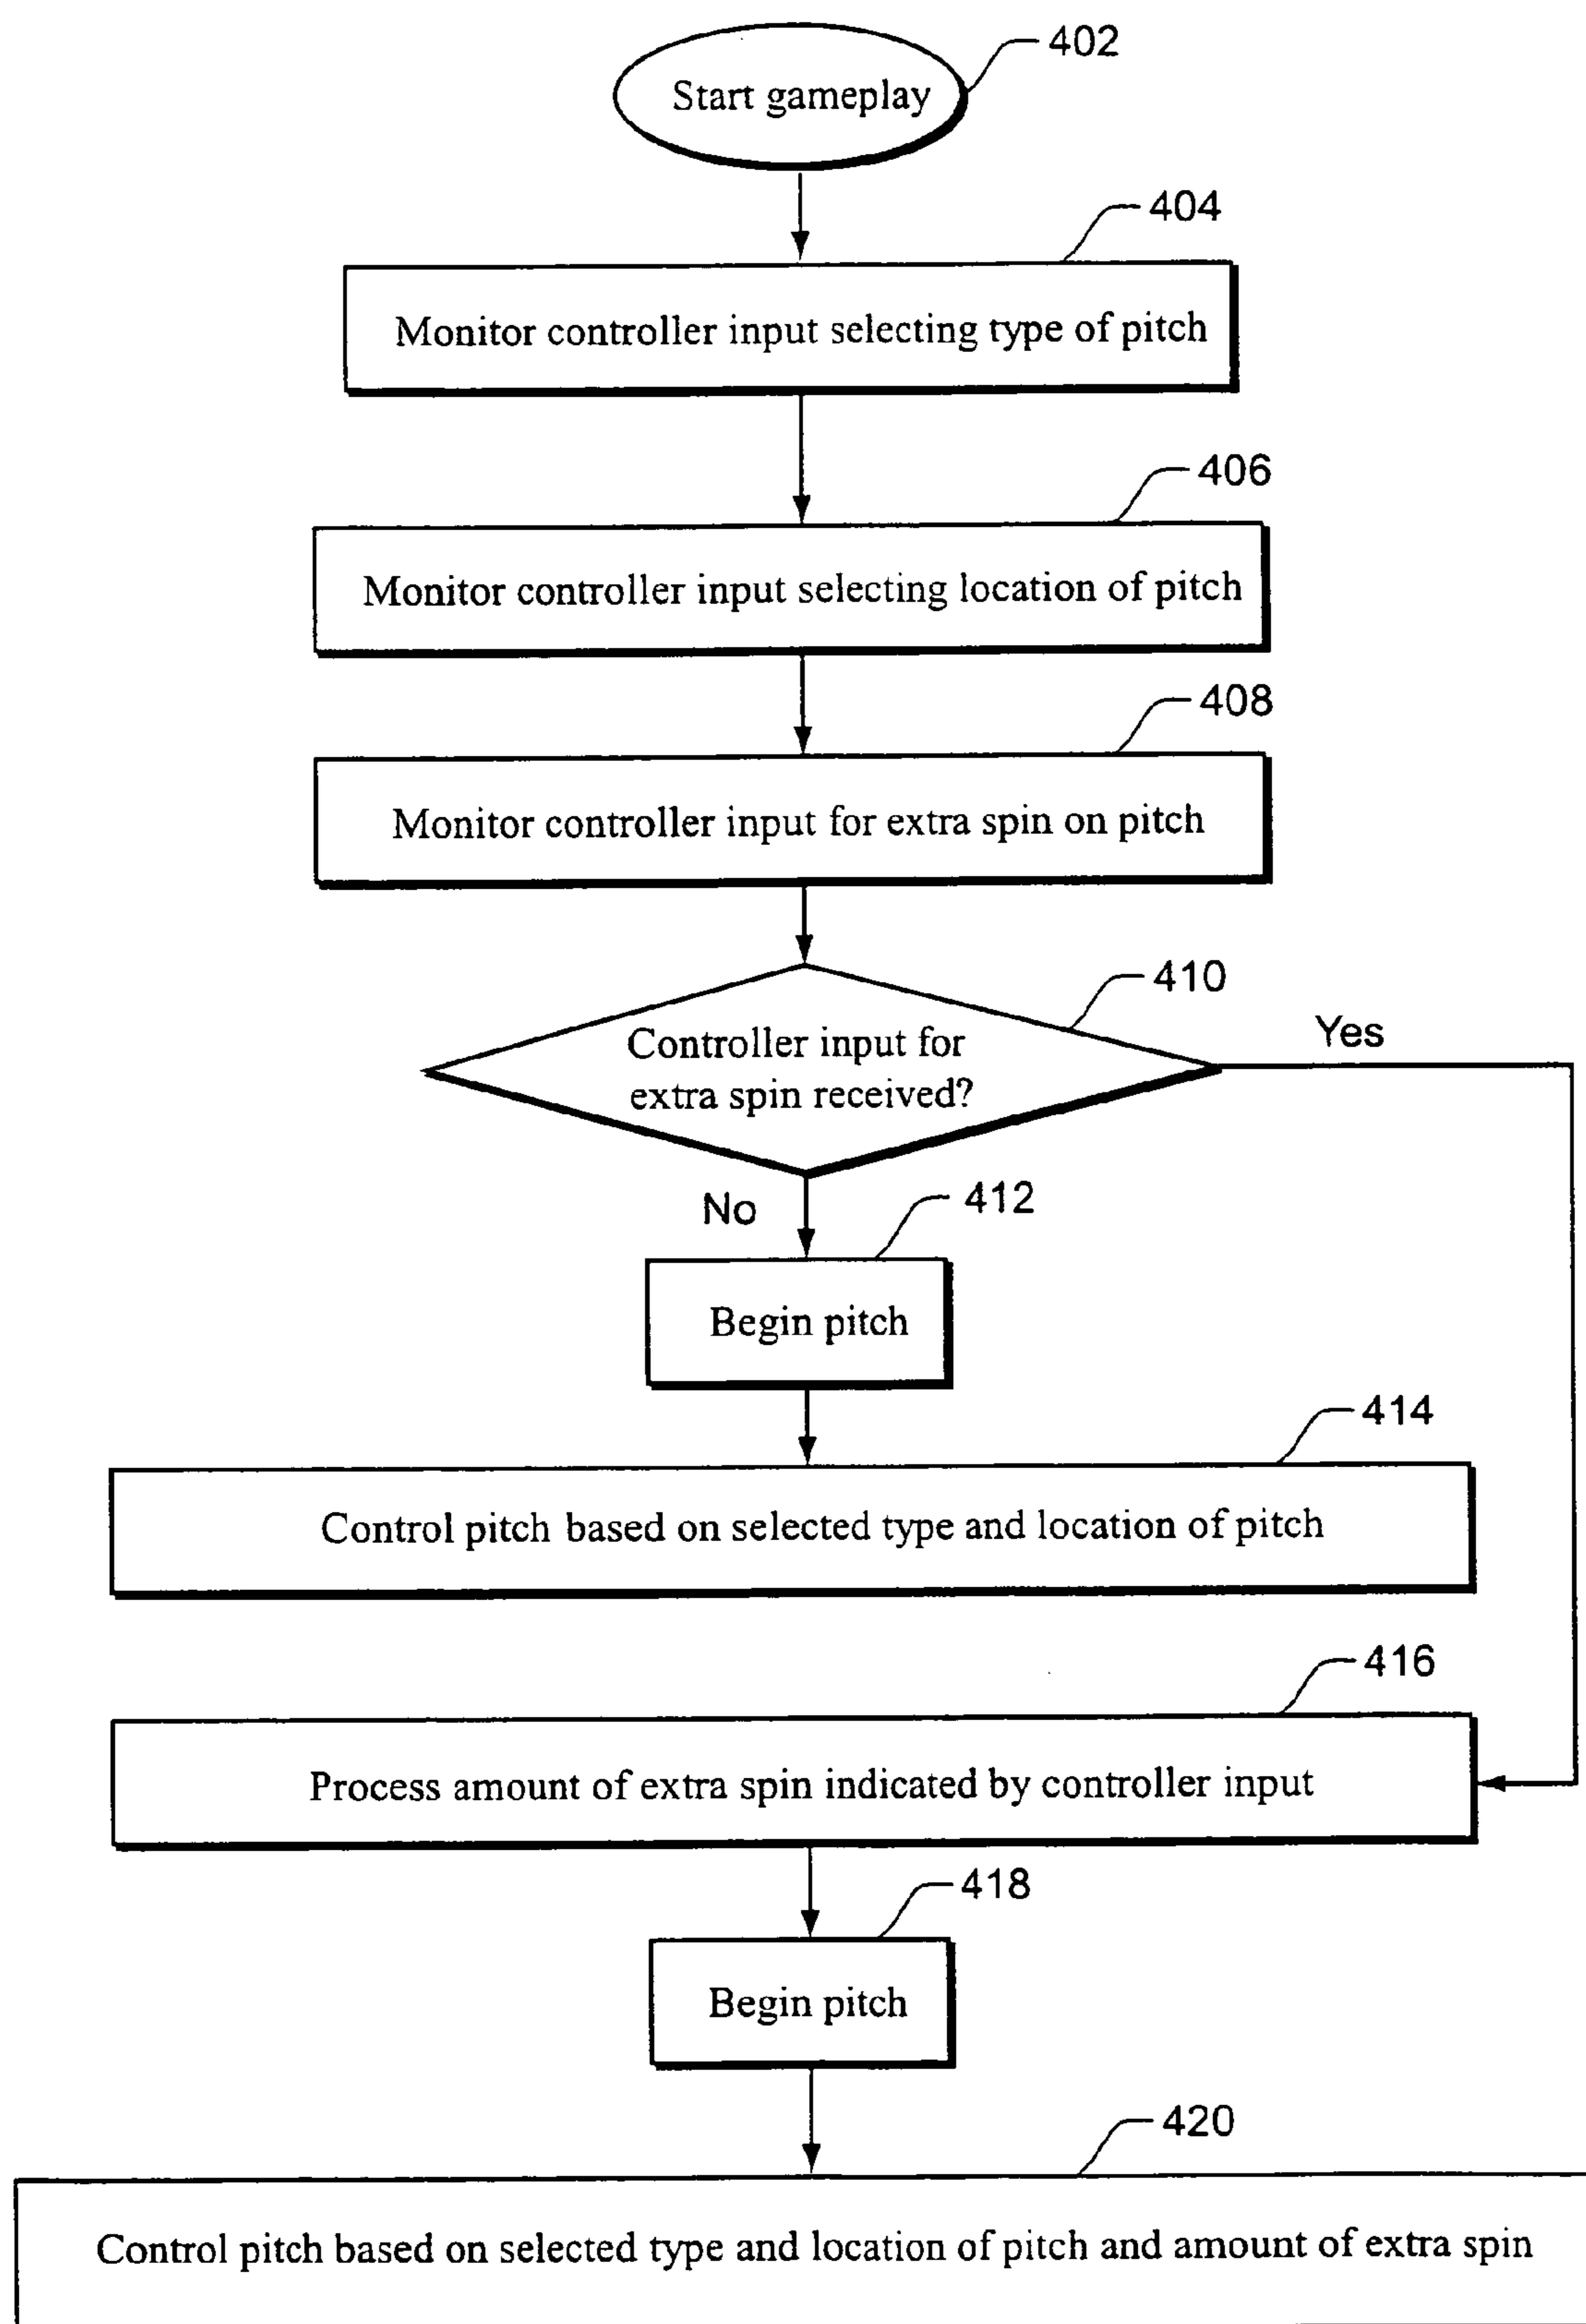 402
Start gameplay
404
Monitor controller input selecting type of pitch
406
Monitor controller input selecting location of pitch
408
Monitor controller input for extra spin on pitch
410
Controller input for
extra spin received?
Yes
No
412
Begin pitch
414
Control pitch based on selected type and location of pitch
416
Process amount of extra spin indicated by controller input
418
Begin pitch
420
Control pitch based on selected type and location of pitch and amount of extra spin